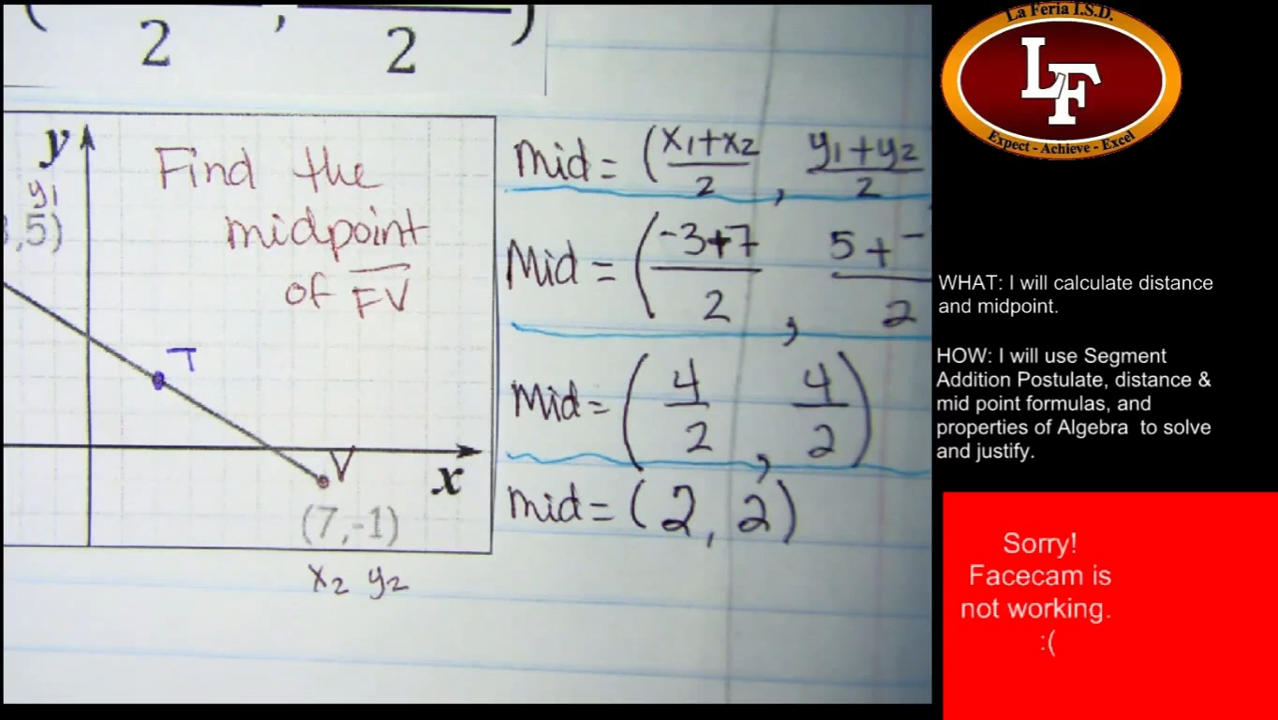 ( 2 , 2 )
y
y1
,5)
Find the
midpoint
of FV
T
V
x
(7,-1)
x2 y2
Mid = (x1+x2/2, y1+y2/2
Mid = (-3+7/2, 5+-/2
Mid = (4/2, 4/2)
Mid = (2, 2)
La Feria I.S.D.
LF
Expect - Achieve - Excel
WHAT: I will calculate distance
and midpoint.
HOW: I will use Segment
Addition Postulate, distance &
mid point formulas, and
properties of Algebra to solve
and justify.
Sorry!
Facecam is
not working.
:(